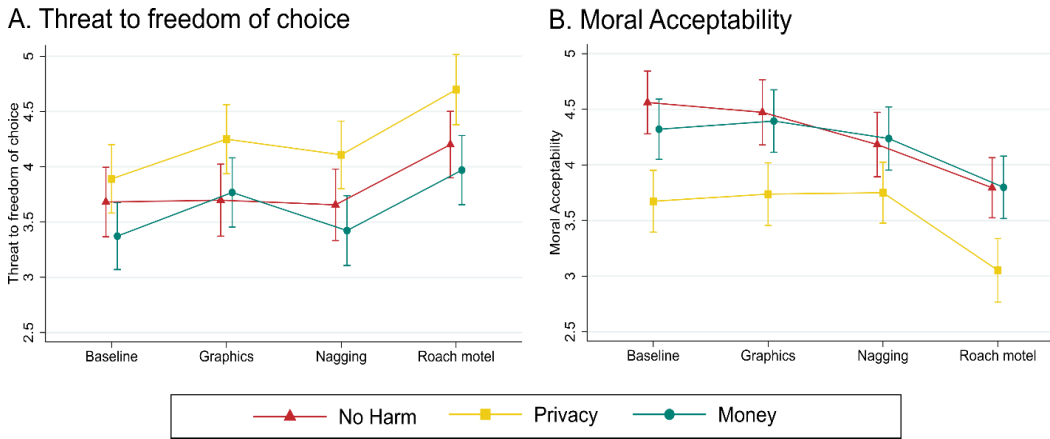 A. Threat to freedom of choice
Threat to freedom of choice
5
4.5
4
3.5
3
2.5
Baseline Graphics Nagging Roach motel
B. Moral Acceptability
Moral Acceptability
5
4.5
4
3.5
3
2.5
Baseline Graphics Nagging Roach motel
No Harm Privacy Money